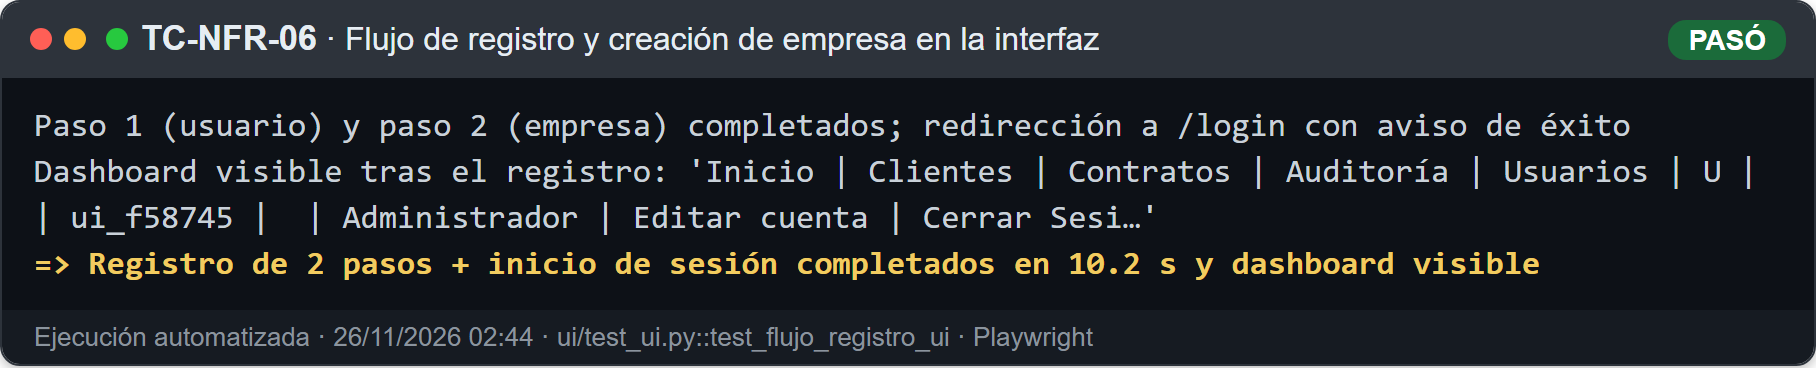 TC-NFR-06 · Flujo de registro y creación de empresa en la interfaz
PASÓ
Paso 1 (usuario) y paso 2 (empresa) completados; redirección a /login con aviso de éxito
Dashboard visible tras el registro: 'Inicio | Clientes | Contratos | Auditoría | Usuarios | U |
| ui_f58745 |  | Administrador | Editar cuenta | Cerrar Sesi…'
=> Registro de 2 pasos + inicio de sesión completados en 10.2 s y dashboard visible
Ejecución automatizada · 26/11/2026 02:44 · ui/test_ui.py::test_flujo_registro_ui · Playwright